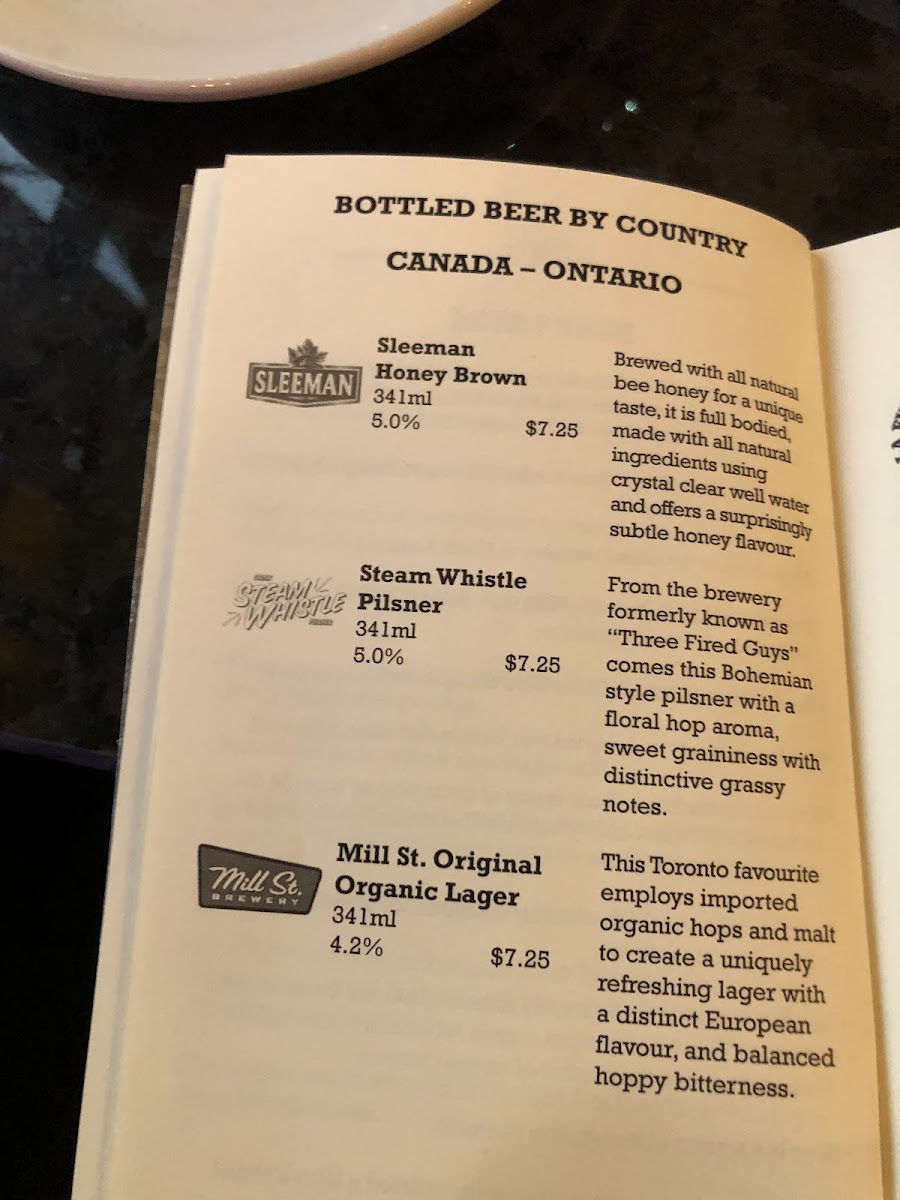 BOTTLED BEER BY COUNTRY
CANADA – ONTARIO
SLEEMAN
Sleeman
Honey Brown
341ml
5.0% $7.25
Brewed with all natural
bee honey for a unique
taste, it is full bodied,
made with all natural
ingredients using
crystal clear well water
and offers a surprisingly
subtle honey flavour.
STEAM
WHISTLE
Steam Whistle
Pilsner
341ml
5.0% $7.25
From the brewery
formerly known as
“Three Fired Guys”
comes this Bohemian
style pilsner with a
floral hop aroma,
sweet graininess with
distinctive grassy
notes.
Mill St.
BREWERY
Mill St. Original
Organic Lager
341ml
4.2% $7.25
This Toronto favourite
employs imported
organic hops and malt
to create a uniquely
refreshing lager with
a distinct European
flavour, and balanced
hoppy bitterness.